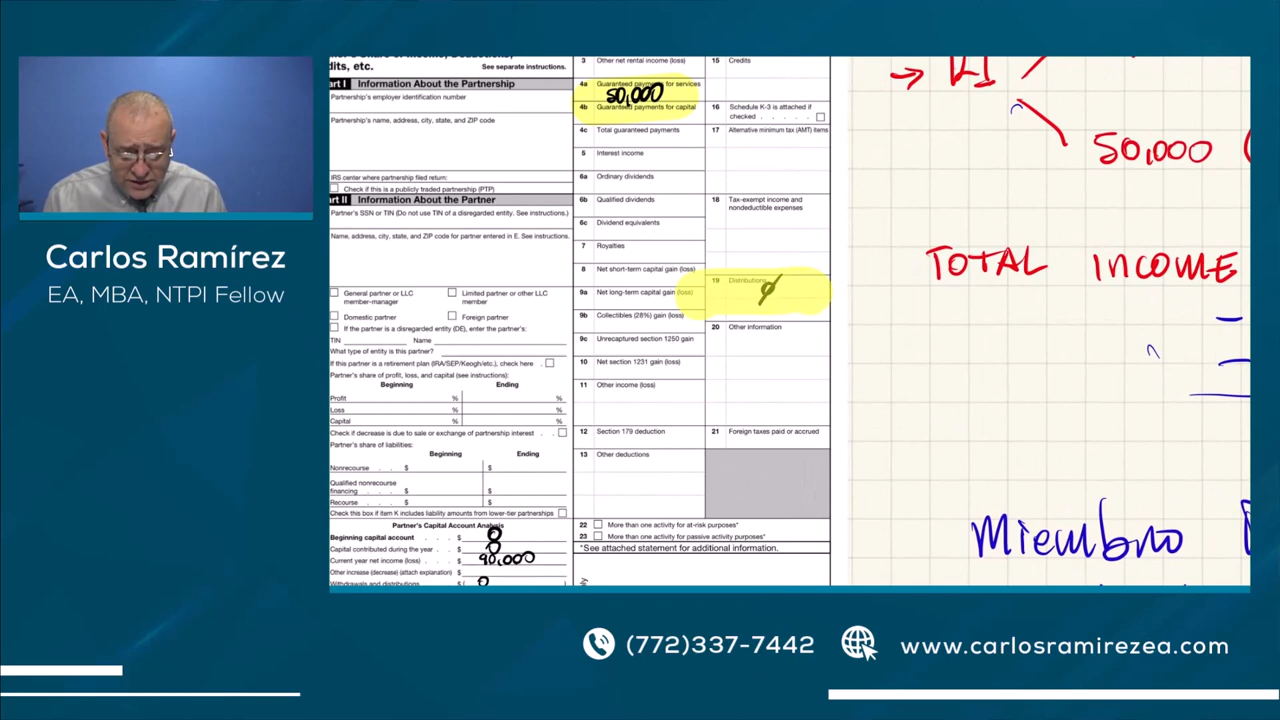 Carlos Ramírez
EA, MBA, NTPI Fellow
dits, etc.
See separate instructions.
art I Information About the Partnership
Partnership's employer identification number
Partnership's name, address, city, state, and ZIP code
IRS center where partnership filed return:
Check if this is a publicly traded partnership (PTP)
art II Information About the Partner
Partner's SSN or TIN (Do not use TIN of a disregarded entity. See instructions.)
Name, address, city, state, and ZIP code for partner entered in E. See instructions.
General partner or LLC member-manager
Limited partner or other LLC member
Domestic partner
Foreign partner
If the partner is a disregarded entity (DE), enter the partner's:
TIN Name
What type of entity is this partner?
If this partner is a retirement plan (IRA/SEP/Keogh/etc.), check here
Partner's share of profit, loss, and capital (see instructions):
Beginning Ending
Profit % %
Loss % %
Capital % %
Check if decrease is due to sale or exchange of partnership interest . .
Partner's share of liabilities:
Beginning Ending
Nonrecourse . . $ $
Qualified nonrecourse
financing . . . $ $
Recourse . . . $ $
Check this box if item K includes liability amounts from lower-tier partnerships
Partner's Capital Account Analysis
Beginning capital account . . . $ 0
Capital contributed during the year . . $ 0
Current year net income (loss) . . . $ 90,000
Other increase (decrease) (attach explanation) $
Withdrawals and distributions . . . $ ( 0
3 Other net rental income (loss)
4a Guaranteed payments for services
50,000
4b Guaranteed payments for capital
4c Total guaranteed payments
5 Interest income
6a Ordinary dividends
6b Qualified dividends
6c Dividend equivalents
7 Royalties
8 Net short-term capital gain (loss)
9a Net long-term capital gain (loss)
9b Collectibles (28%) gain (loss)
9c Unrecaptured section 1250 gain
10 Net section 1231 gain (loss)
11 Other income (loss)
12 Section 179 deduction
13 Other deductions
15 Credits
16 Schedule K-3 is attached if
checked . . . . .
17 Alternative minimum tax (AMT) items
18 Tax-exempt income and
nondeductible expenses
19 Distributions
0
20 Other information
21 Foreign taxes paid or accrued
22 More than one activity for at-risk purposes*
23 More than one activity for passive activity purposes*
*See attached statement for additional information.
→ K1
50,000 (
TOTAL INCOME
Miembro
(772)337-7442
www.carlosramirezea.com